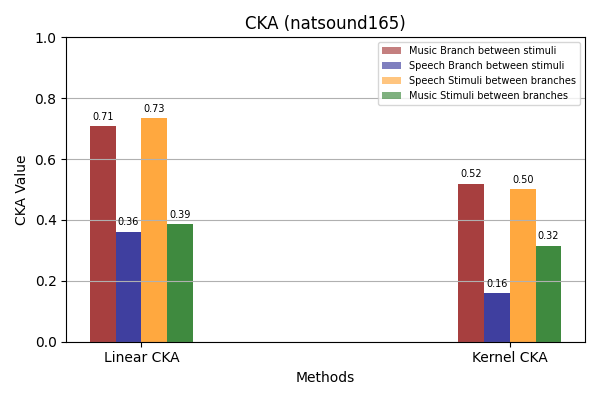 CKA (natsound165)
Music Branch between stimuli
Speech Branch between stimuli
Speech Stimuli between branches
Music Stimuli between branches
1.0
0.8
0.6
0.4
0.2
0.0
CKA Value
0.71
0.36
0.73
0.39
0.52
0.16
0.50
0.32
Linear CKA
Kernel CKA
Methods